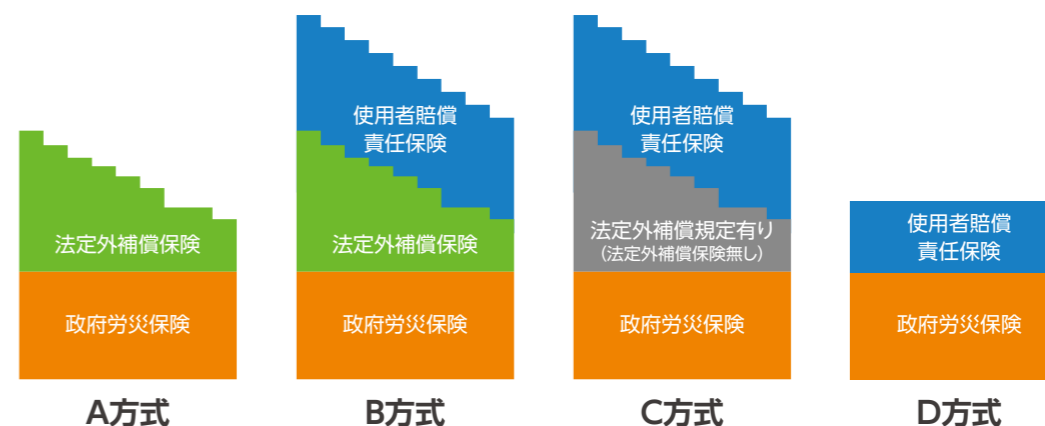 法定外補償保険
政府労災保険
A方式
使用者賠償
責任保険
法定外補償保険
政府労災保険
B方式
使用者賠償
責任保険
法定外補償規定有り
（法定外補償保険無し）
政府労災保険
C方式
使用者賠償
責任保険
政府労災保険
D方式